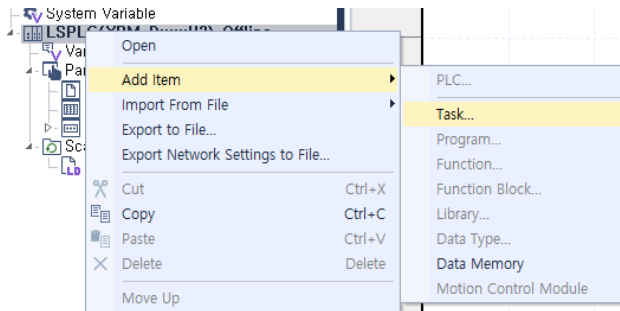 System Variable
Open
Add Item
Import From File
Export to File...
Export Network Settings to File...
Cut Ctrl+X
Copy Ctrl+C
Paste Ctrl+V
Delete Delete
Move Up
PLC...
Task...
Program...
Function...
Function Block...
Library...
Data Type...
Data Memory
Motion Control Module